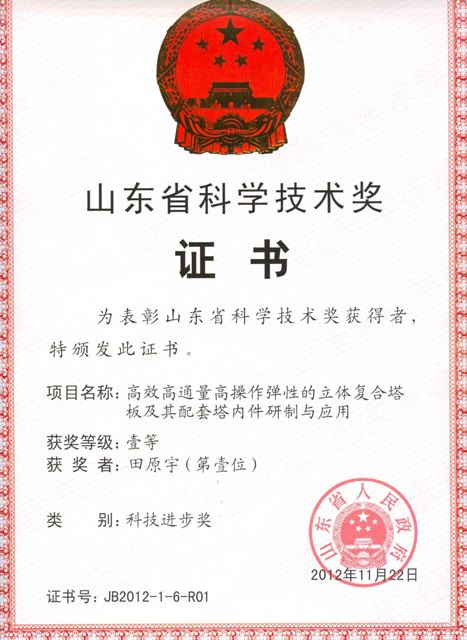 山东省科学技术奖
证 书
为表彰山东省科学技术奖获得者，
特颁发此证书。
项目名称：高效高通量高操作弹性的立体复合塔
板及其配套塔内件研制与应用
获奖等级：壹等
获 奖 者：田原宇（第壹位）
类 别：科技进步奖
山东省人民政府
2012年11月22日
证书号：JB2012-1-6-R01